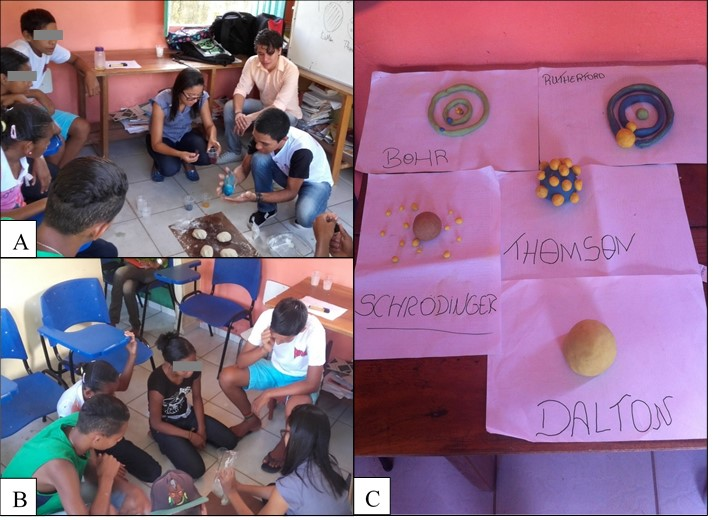 A
B
BOHR
RUTHERFORD
SCHRODINGER
THOMSON
DALTON
C